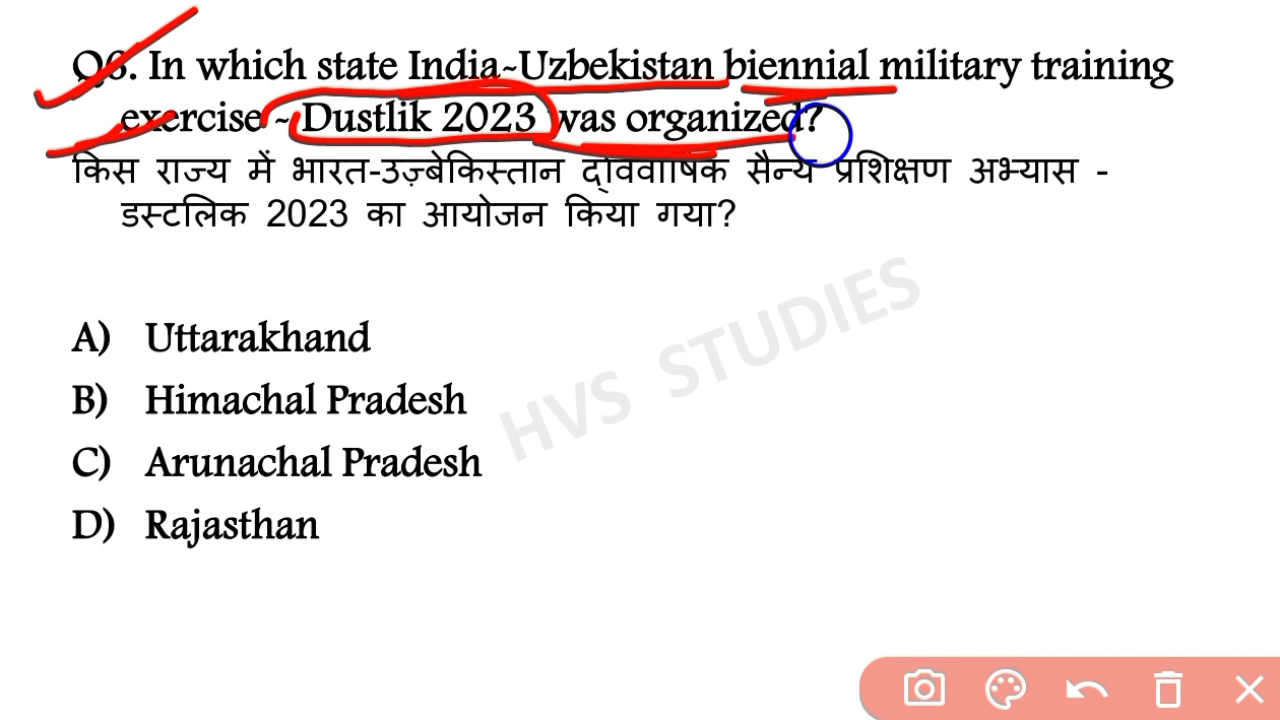 Q6. In which state India-Uzbekistan biennial military training
exercise - Dustlik 2023 was organized?
किस राज्य में भारत-उज़्बेकिस्तान द्विवार्षिक सैन्य प्रशिक्षण अभ्यास -
डस्टलिक 2023 का आयोजन किया गया?
A) Uttarakhand
B) Himachal Pradesh
C) Arunachal Pradesh
D) Rajasthan
HVS STUDIES